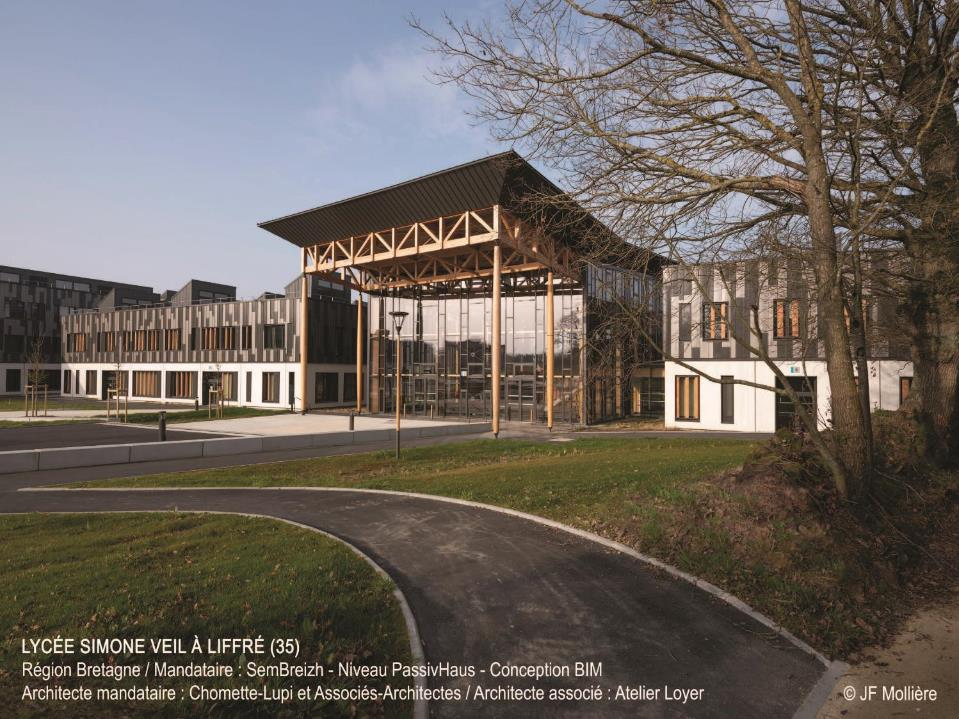 LYCÉE SIMONE VEIL À LIFFRÉ (35)
Région Bretagne / Mandataire : SemBreizh - Niveau PassivHaus - Conception BIM
Architecte mandataire : Chomette-Lupi et Associés-Architectes / Architecte associé : Atelier Loyer
© JF Mollière